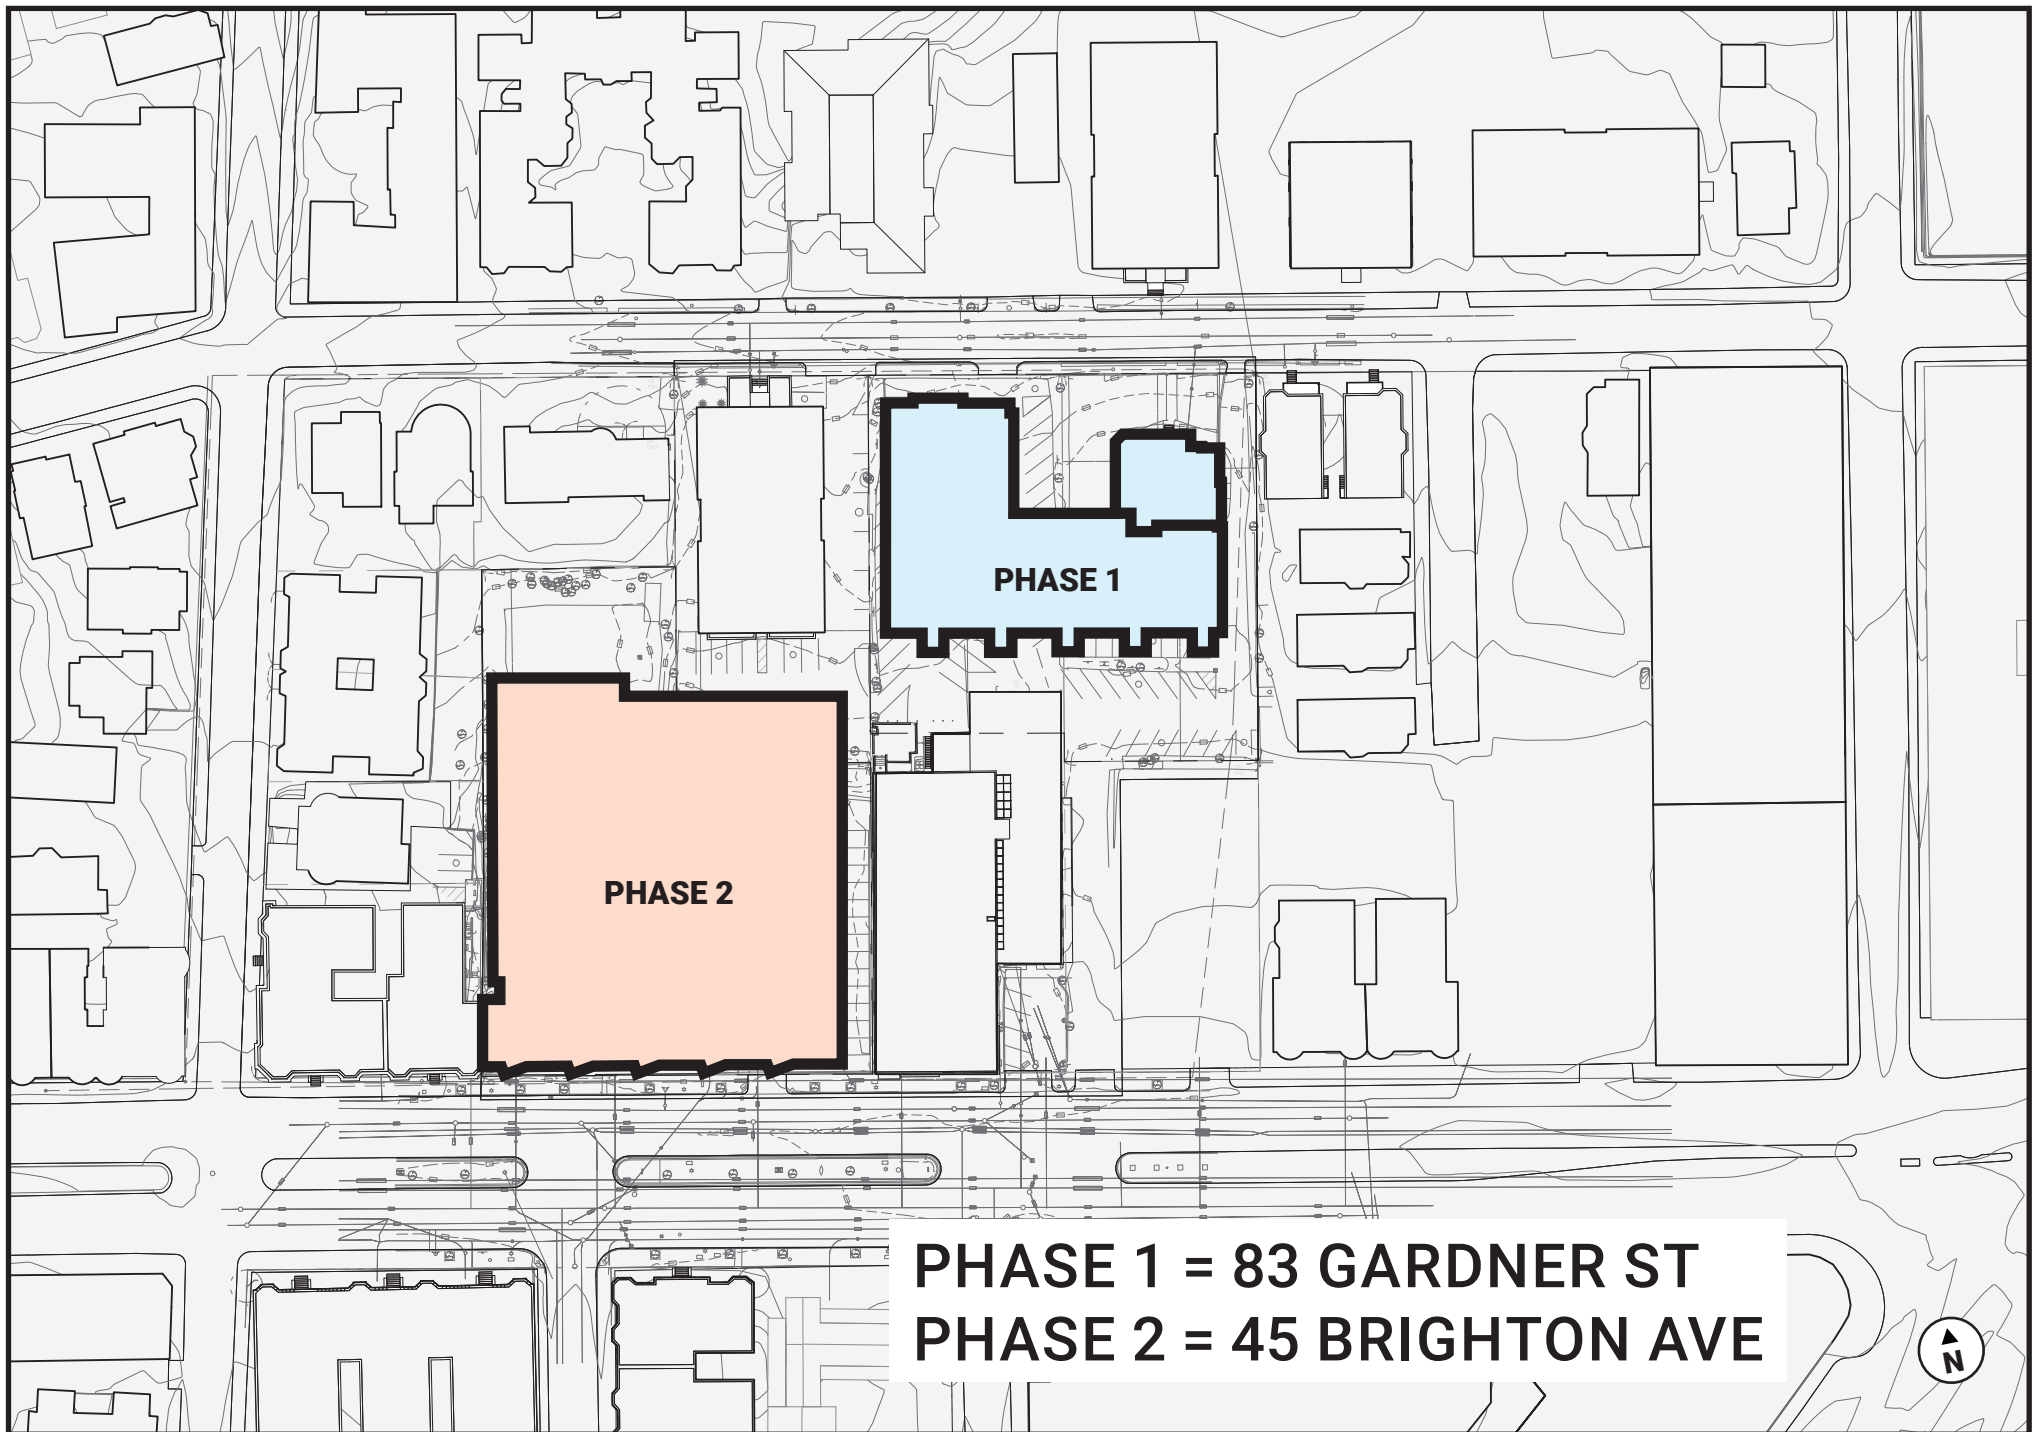 PHASE 1
PHASE 2
PHASE 1 = 83 GARDNER ST
PHASE 2 = 45 BRIGHTON AVE
N